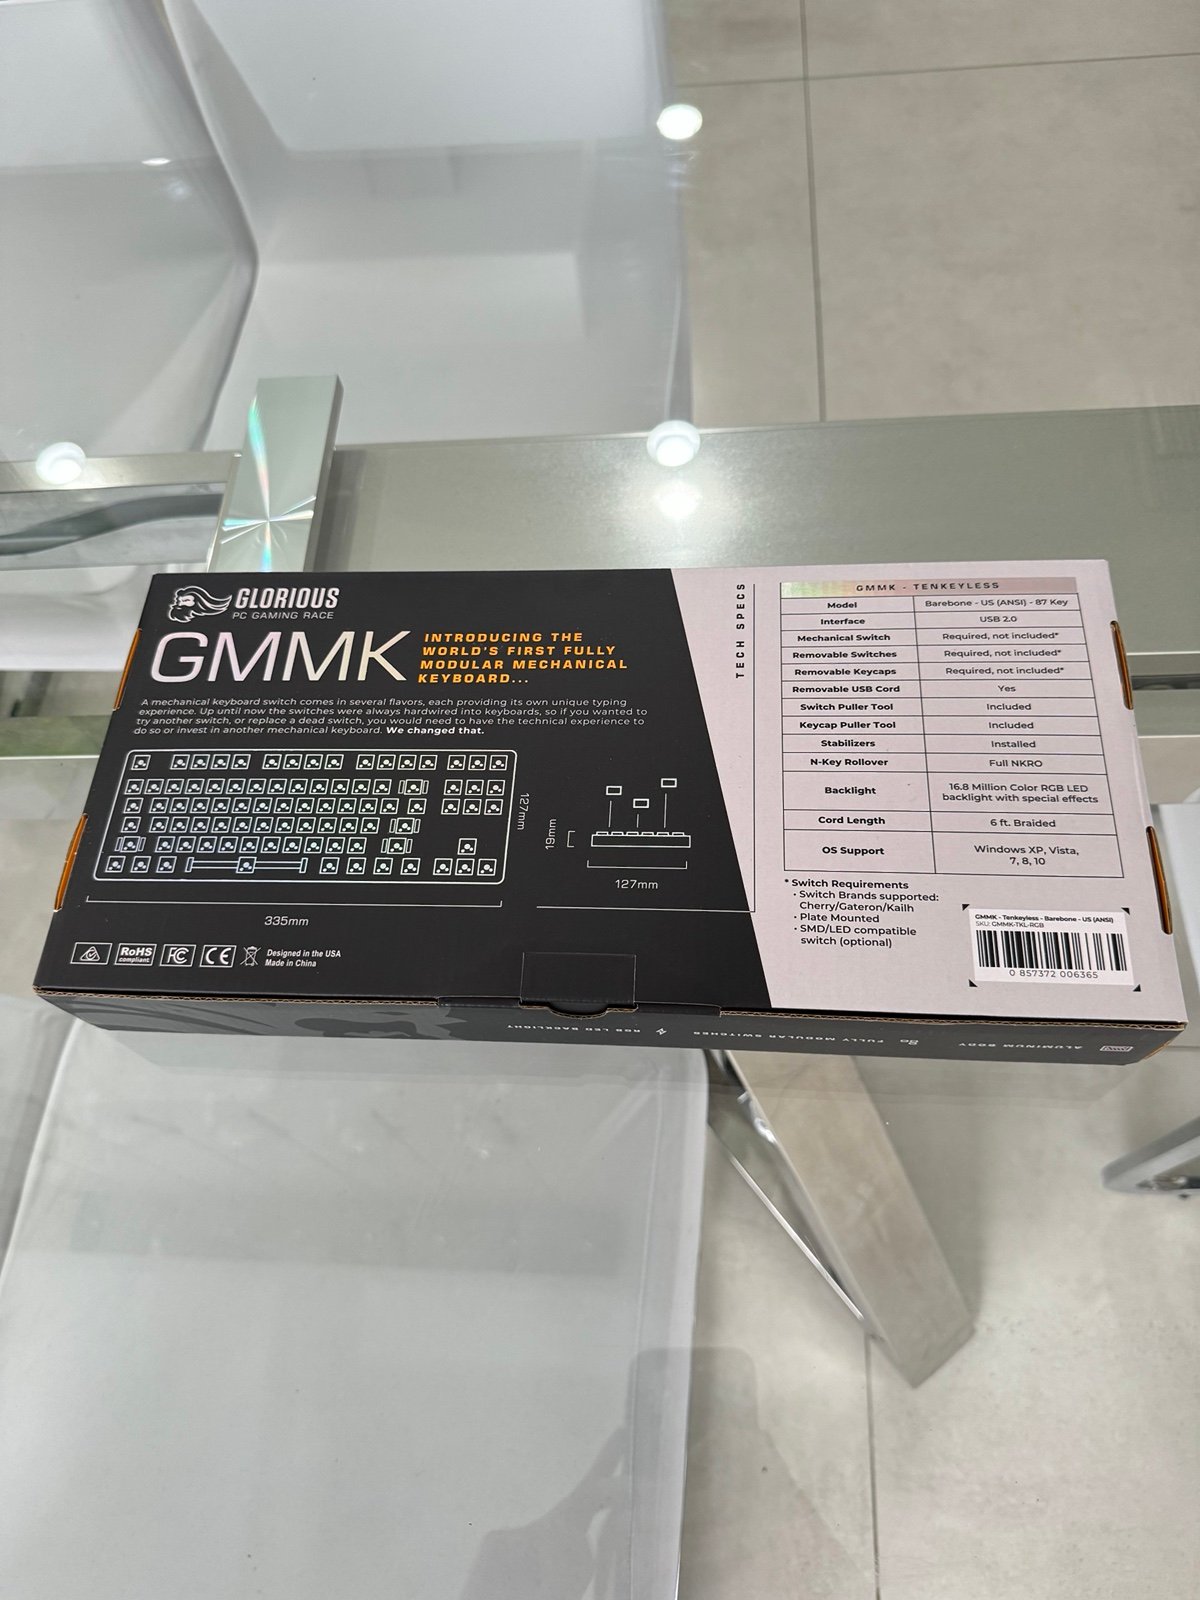 GLORIOUS
PC GAMING RACE
GMMK
INTRODUCING THE
WORLD'S FIRST FULLY
MODULAR MECHANICAL
KEYBOARD...
A mechanical keyboard switch comes in several flavors, each providing its own unique typing
experience. Up until now the switches were always hardwired into keyboards, so if you wanted to
try another switch, or replace a dead switch, you would need to have the technical experience to
do so or invest in another mechanical keyboard. We changed that.
127mm
335mm
19mm
127mm
RoHS
compliant
FC
CE
Designed in the USA
Made in China
TECH SPECS
GMMK - TENKEYLESS
Model Barebone - US (ANSI) - 87 Key
Interface USB 2.0
Mechanical Switch Required, not included*
Removable Switches Required, not included*
Removable Keycaps Required, not included*
Removable USB Cord Yes
Switch Puller Tool Included
Keycap Puller Tool Included
Stabilizers Installed
N-Key Rollover Full NKRO
Backlight 16.8 Million Color RGB LED
backlight with special effects
Cord Length 6 ft. Braided
OS Support Windows XP, Vista,
7, 8, 10
* Switch Requirements
· Switch Brands supported:
Cherry/Gateron/Kailh
· Plate Mounted
· SMD/LED compatible
switch (optional)
GMMK - Tenkeyless - Barebone - US (ANSI)
SKU: GMMK-TKL-RGB
0 857372 006365
ALUMINUM BODY
FULLY MODULAR SWITCHES
RGB LED BACKLIGHT